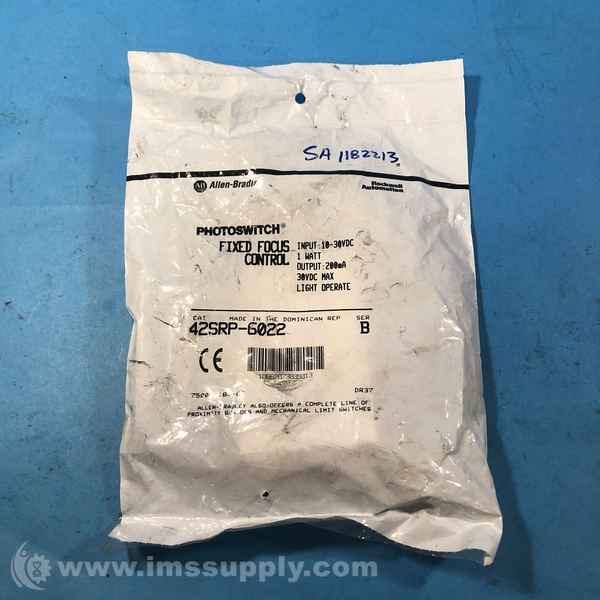 SA 1182213
AB Allen-Bradley
Rockwell
Automation
PHOTOSWITCH®
FIXED FOCUS
CONTROL
INPUT:10-30VDC
1 WATT
OUTPUT:200mA
30VDC MAX
LIGHT OPERATE
CAT MADE IN THE DOMINICAN REP SER
42SRP-6022 B
CE
DR37
ALLEN-BRADLEY ALSO OFFERS A COMPLETE LINE OF
PROXIMITY AND MECHANICAL LIMIT SWITCHES
www.imssupply.com